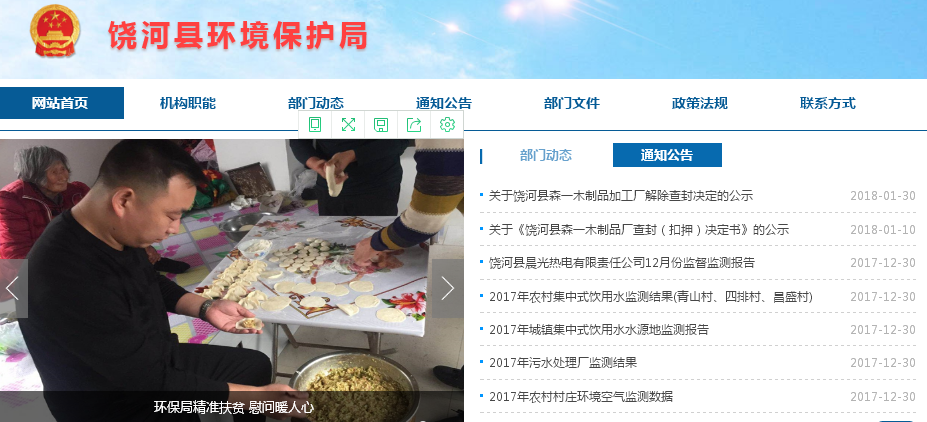 饶河县环境保护局
网站首页 机构职能 部门动态 通知公告 部门文件 政策法规 联系方式
部门动态 通知公告
关于饶河县森一木制品加工厂解除查封决定的公示 2018-01-30
关于《饶河县森一木制品厂查封（扣押）决定书》的公示 2018-01-10
饶河县晨光热电有限责任公司12月份监督监测报告 2017-12-30
2017年农村集中式饮用水监测结果(青山村、四排村、昌盛村) 2017-12-30
2017年城镇集中式饮用水水源地监测报告 2017-12-30
2017年污水处理厂监测结果 2017-12-30
2017年农村村庄环境空气监测数据 2017-12-30
环保局精准扶贫 慰问暖人心